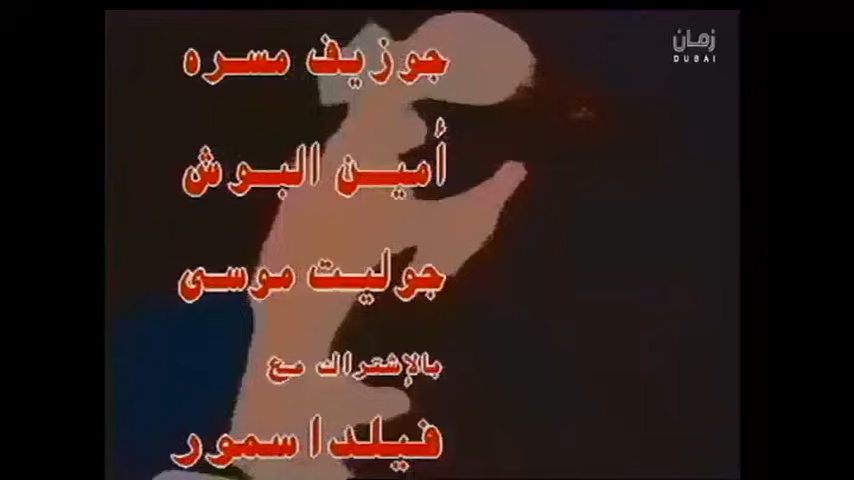 زمان
DUBAI
جوزيف مسره
أمين البوش
جوليت موسى
بالإشتراك مع
فيلدا سمور